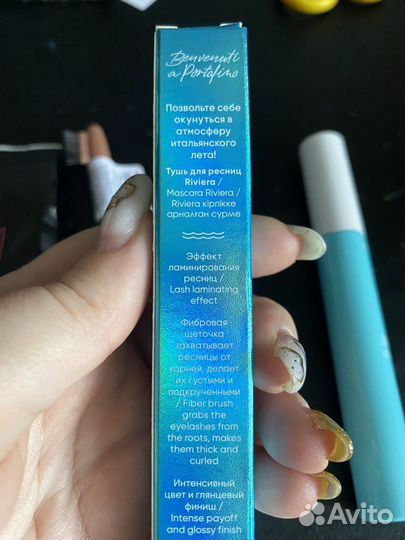 Benvenuti
a Portofino
Позвольте себе
окунуться в
атмосферу
итальянского
лета!
Тушь для ресниц
Riviera /
Mascara Riviera /
Riviera кірпікке
арналған сурме
Эффект
ламинирования
ресниц /
Lash laminating
effect
Фибровая
щеточка
захватывает
ресницы от
корней, делает
их густыми и
подкрученными
/ Fiber brush
grabs the
eyelashes from
the roots, makes
them thick and
curled
Интенсивный
цвет и глянцевый
финиш /
Intense payoff
and glossy finish
Avito